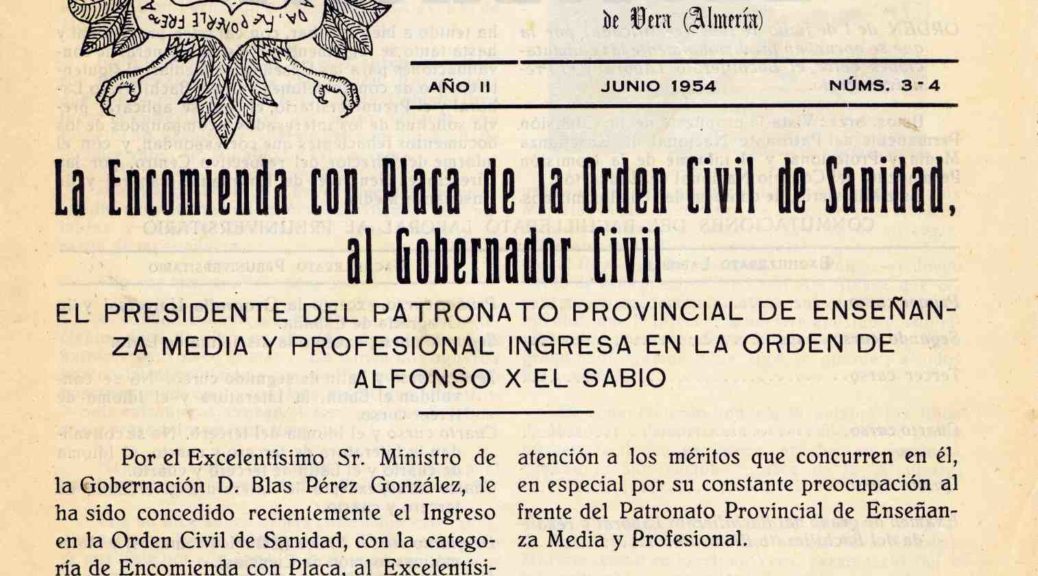 de Vera (Almería)
AÑO II JUNIO 1954 NÚMS. 3 - 4
La Encomienda con Placa de la Orden Civil de Sanidad,
al Gobernador Civil
EL PRESIDENTE DEL PATRONATO PROVINCIAL DE ENSEÑAN-
ZA MEDIA Y PROFESIONAL INGRESA EN LA ORDEN DE
ALFONSO X EL SABIO
Por el Excelentísimo Sr. Ministro de
la Gobernación D. Blas Pérez González, le
ha sido concedido recientemente el Ingreso
en la Orden Civil de Sanidad, con la catego-
ría de Encomienda con Placa, al Excelentísi-
atención a los méritos que concurren en él,
en especial por su constante preocupación al
frente del Patronato Provincial de Enseñan-
za Media y Profesional.